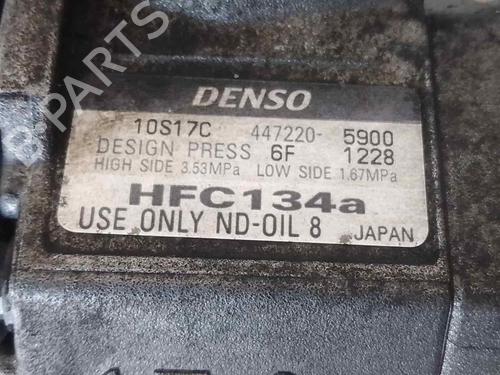 B-PARTS
DENSO
10S17C 447220- 5900
DESIGN PRESS 6F 1228
HIGH SIDE 3.53MPa LOW SIDE 1.67MPa
HFC134a
USE ONLY ND-OIL 8 JAPAN